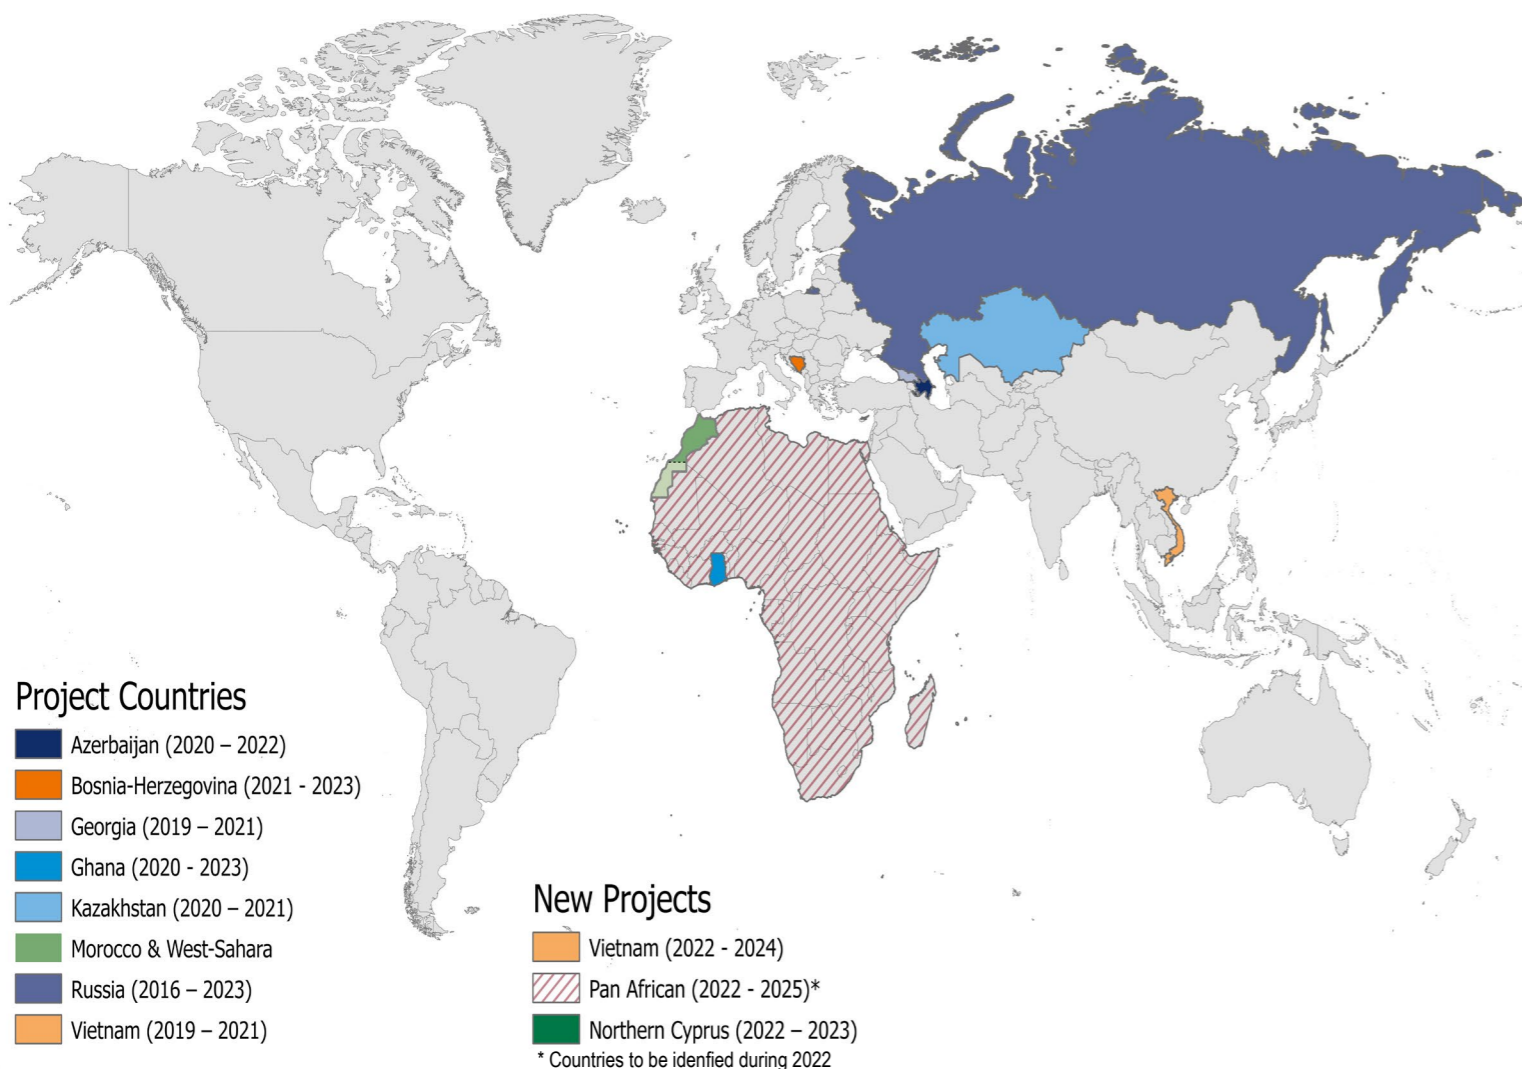 Project Countries
Azerbaijan (2020 – 2022)
Bosnia-Herzegovina (2021 - 2023)
Georgia (2019 – 2021)
Ghana (2020 - 2023)
Kazakhstan (2020 – 2021)
Morocco & West-Sahara
Russia (2016 – 2023)
Vietnam (2019 – 2021)
New Projects
Vietnam (2022 - 2024)
Pan African (2022 - 2025)*
Northern Cyprus (2022 – 2023)
* Countries to be idenfied during 2022